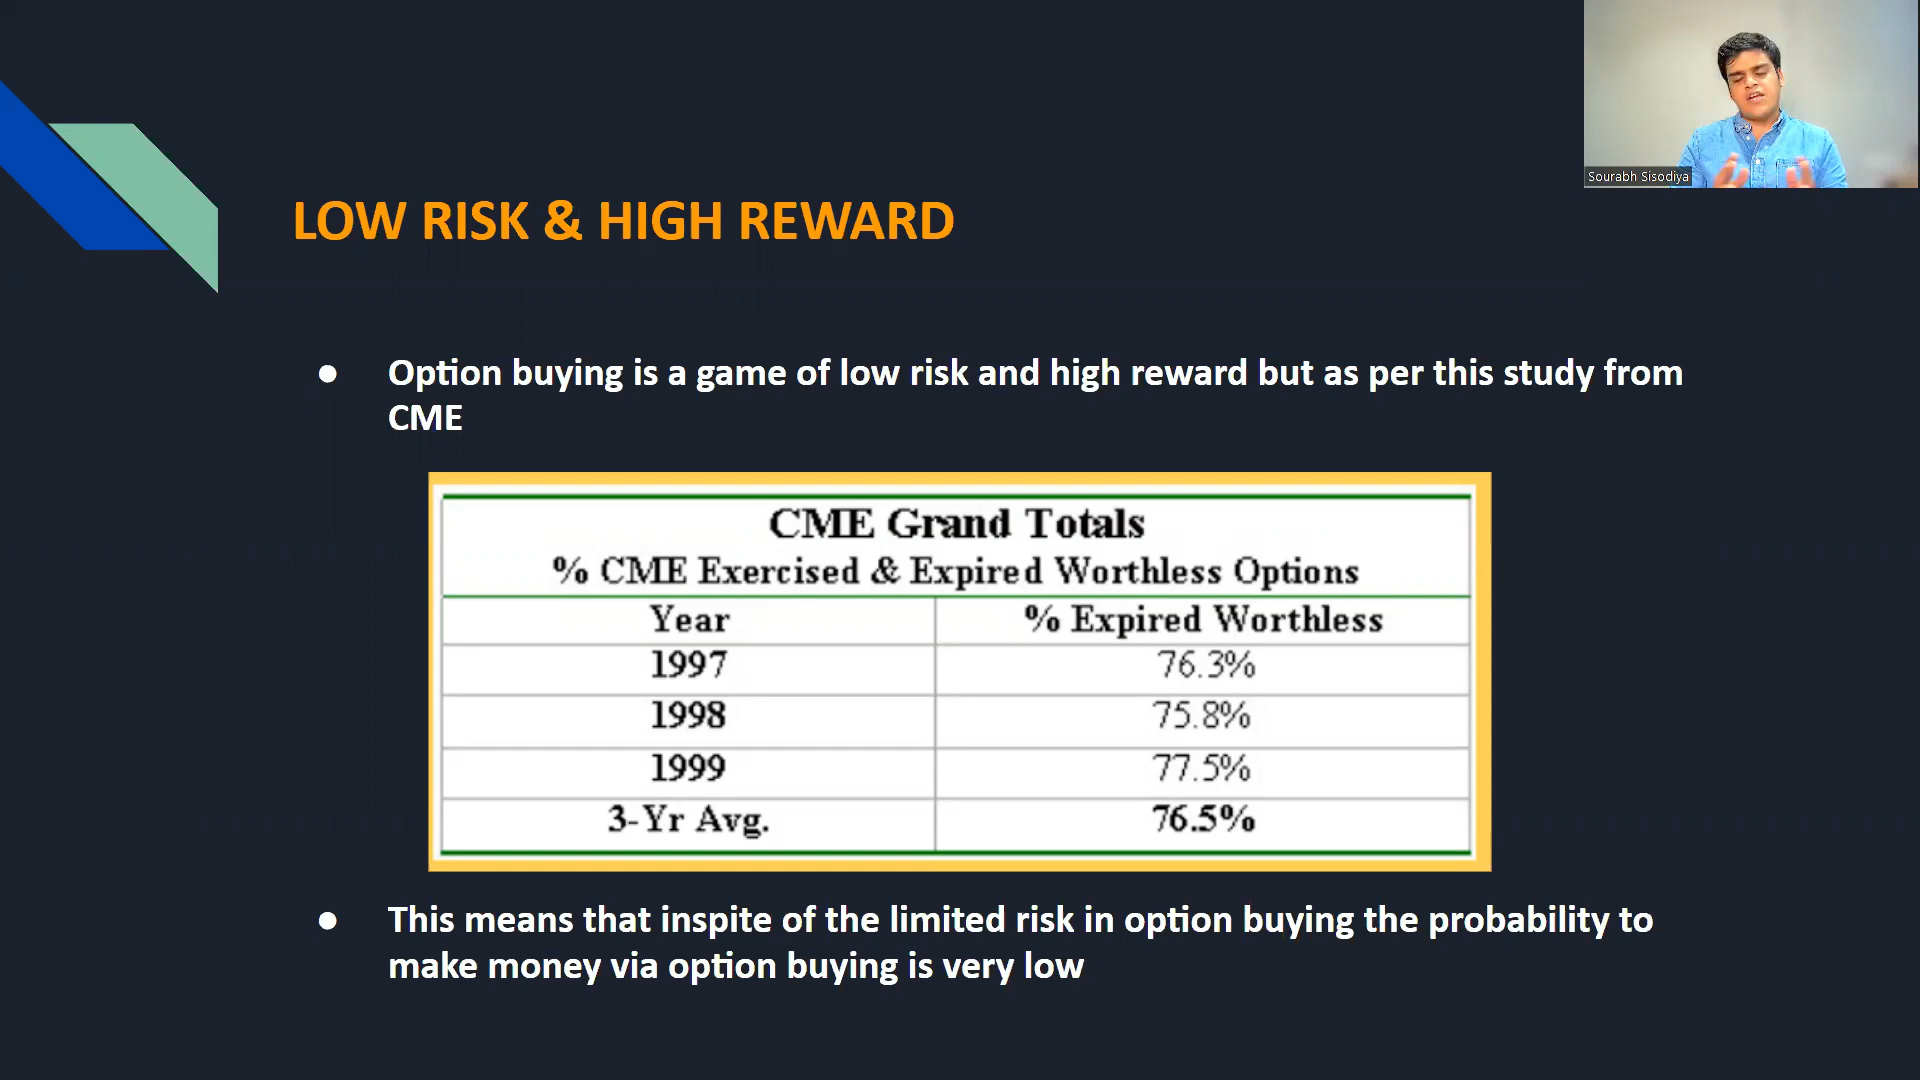 Sourabh Sisodiya
LOW RISK & HIGH REWARD
● Option buying is a game of low risk and high reward but as per this study from
CME
CME Grand Totals
% CME Exercised & Expired Worthless Options
Year % Expired Worthless
1997 76.3%
1998 75.8%
1999 77.5%
3-Yr Avg. 76.5%
● This means that inspite of the limited risk in option buying the probability to
make money via option buying is very low